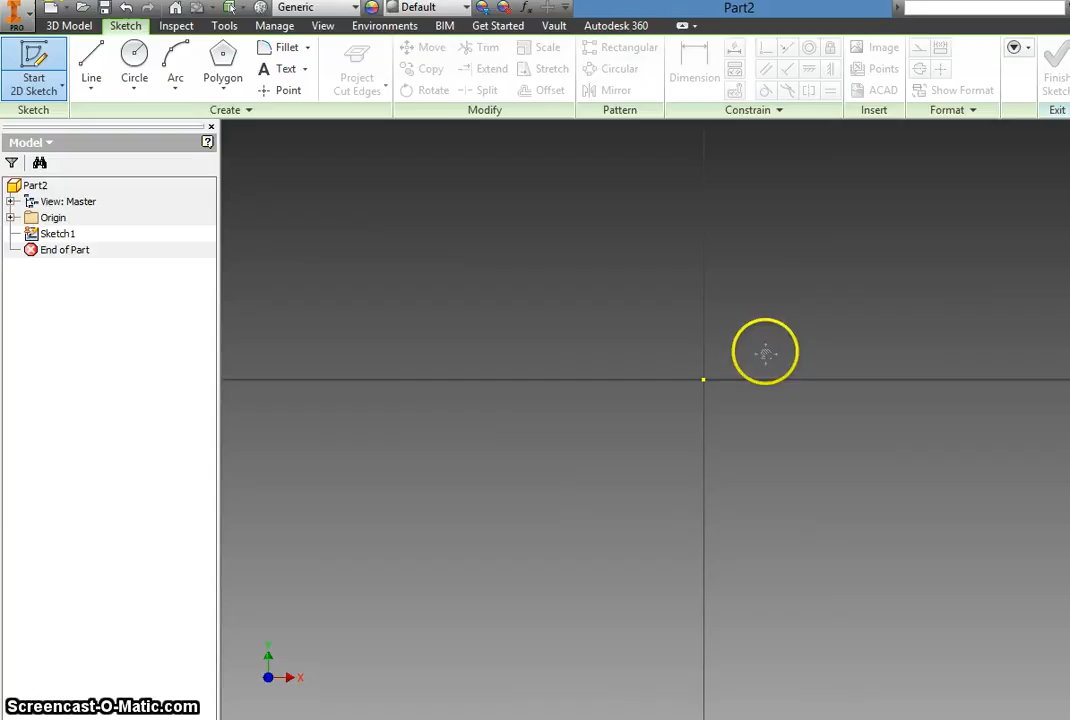 Generic Default Part2
PRO 3D Model Sketch Inspect Tools Manage View Environments BIM Get Started Vault Autodesk 360
Start
2D Sketch
Line
Circle
Arc
Polygon
Fillet
Text
Point
Project
Cut Edges
Move Trim Scale
Copy Extend Stretch
Rotate Split Offset
Rectangular
Circular
Mirror
Dimension
Image
Points
ACAD
Show Format
Finish
Sketch
Sketch Create Modify Pattern Constrain Insert Format Exit
Model
Part2
View: Master
Origin
Sketch1
End of Part
Y
X
Screencast-O-Matic.com